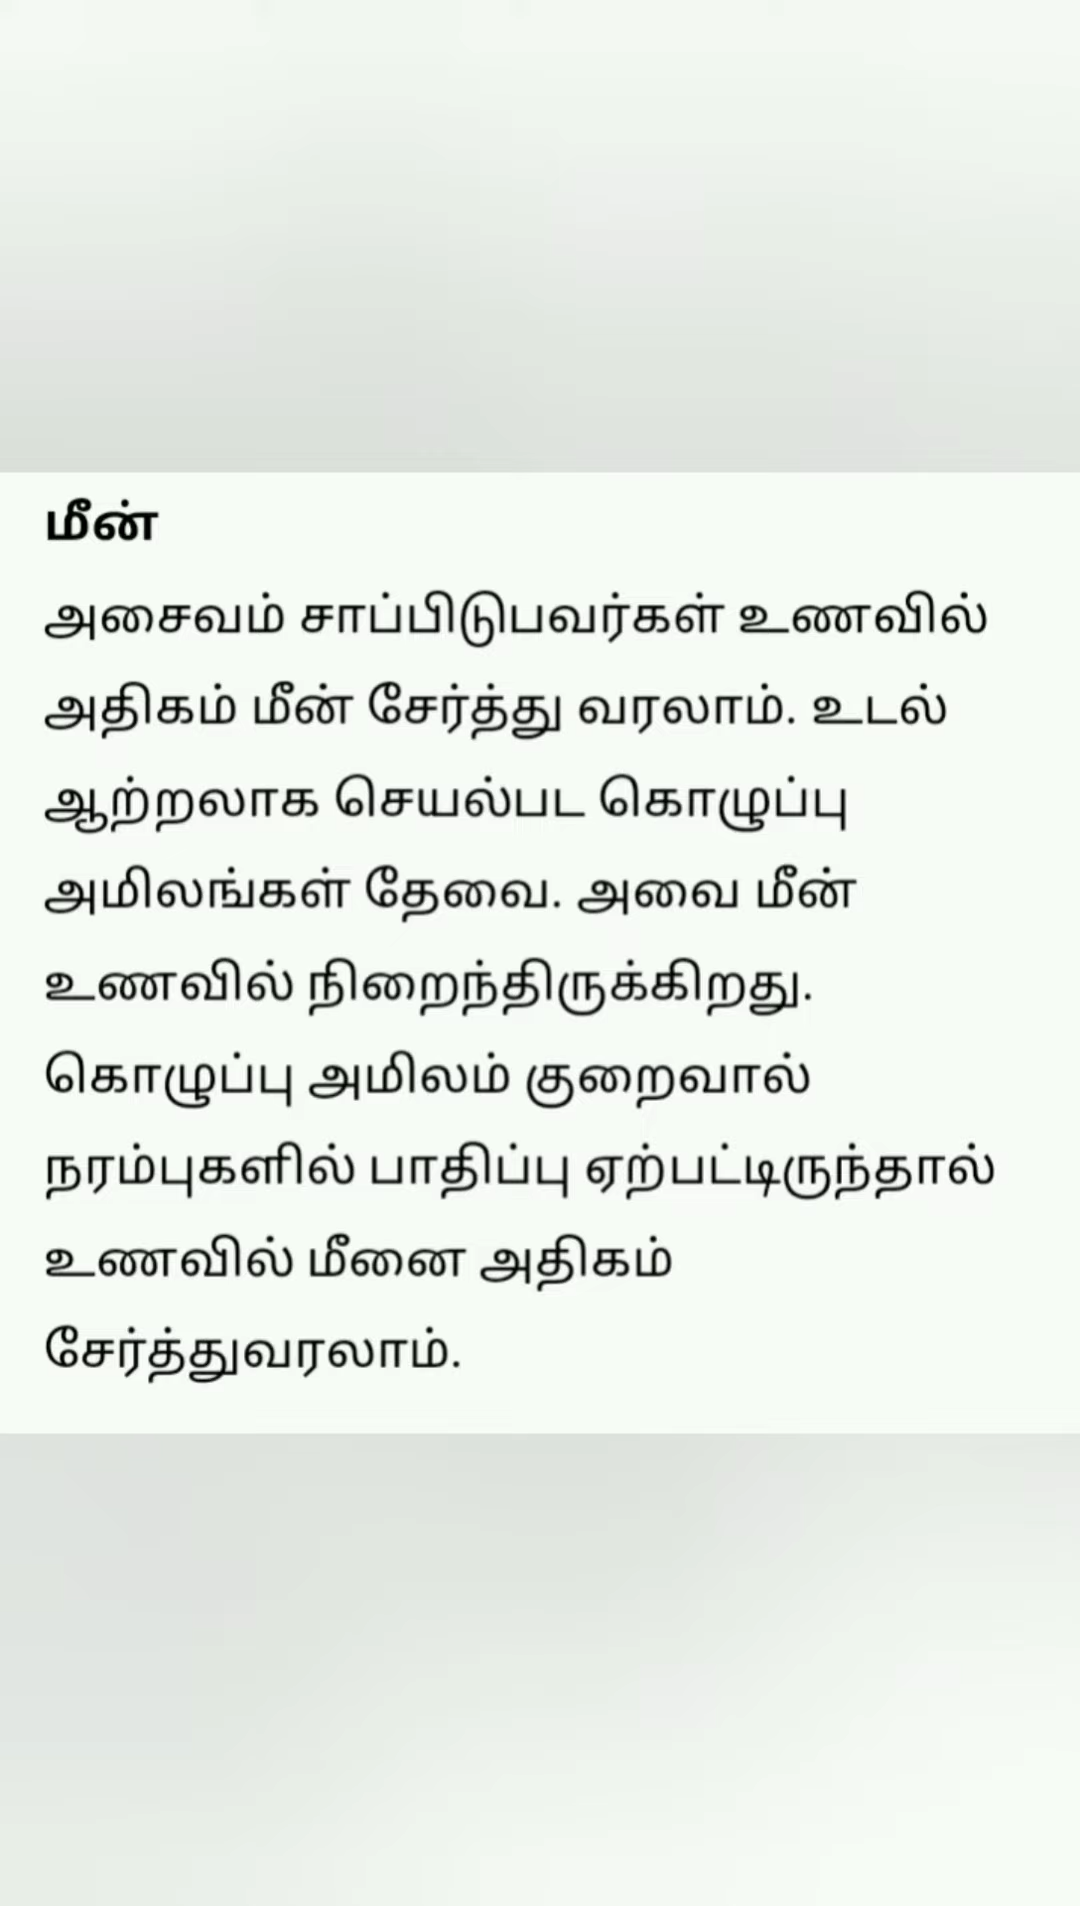 மீன்
அசைவம் சாப்பிடுபவர்கள் உணவில்
அதிகம் மீன் சேர்த்து வரலாம். உடல்
ஆற்றலாக செயல்பட கொழுப்பு
அமிலங்கள் தேவை. அவை மீன்
உணவில் நிறைந்திருக்கிறது.
கொழுப்பு அமிலம் குறைவால்
நரம்புகளில் பாதிப்பு ஏற்பட்டிருந்தால்
உணவில் மீனை அதிகம்
சேர்த்துவரலாம்.